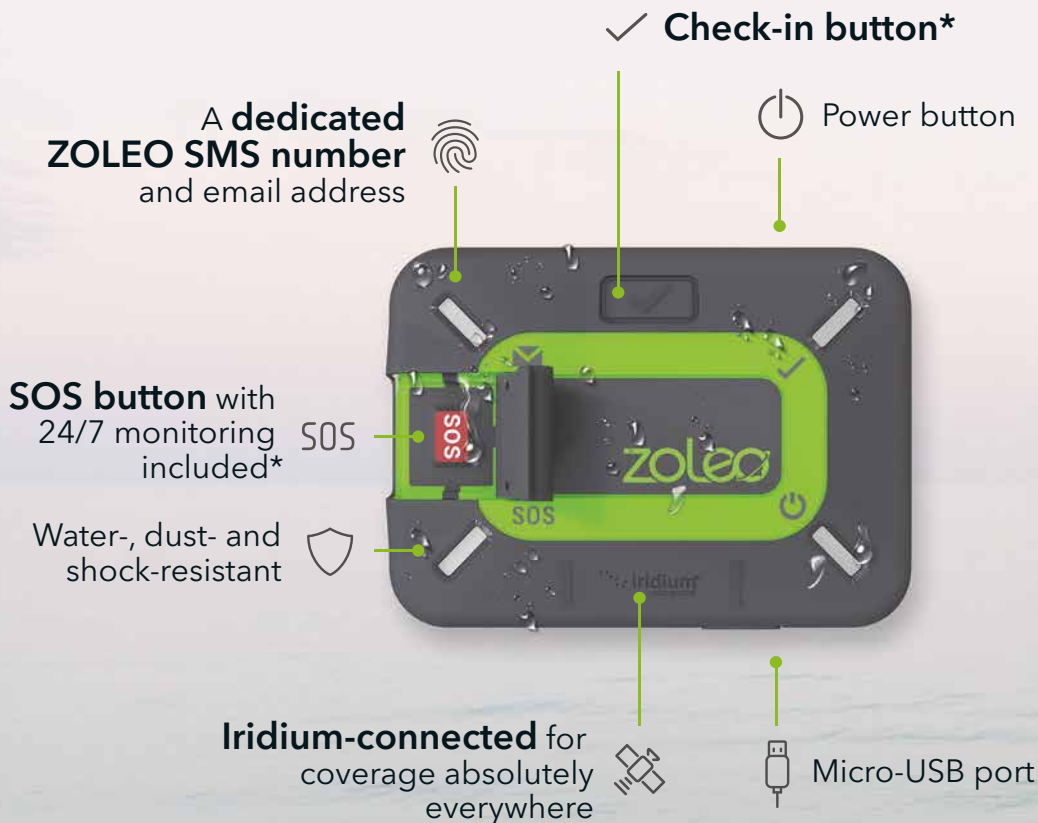 Check-in button*
Power button
A dedicated
ZOLEO SMS number
and email address
SOS button with
24/7 monitoring
included*
SOS
SOS
zoleo
SOS
Water-, dust- and
shock-resistant
iridium
Iridium-connected for
coverage absolutely
everywhere
Micro-USB port